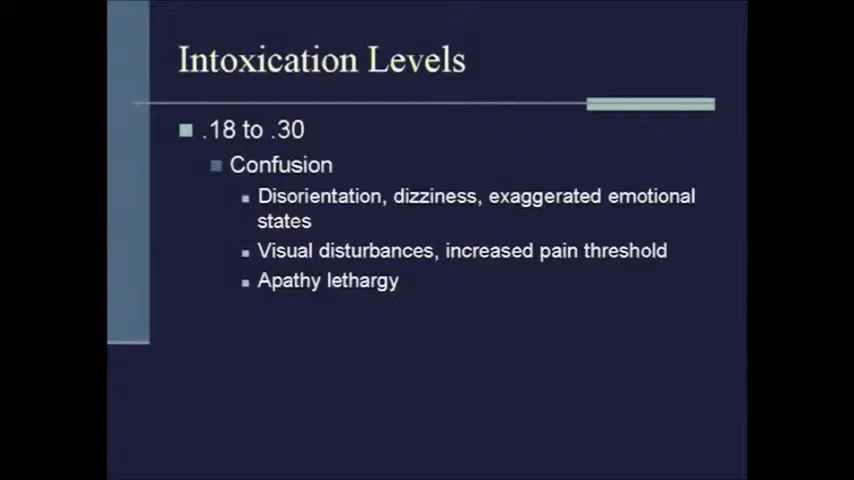 Intoxication Levels
.18 to .30
Confusion
Disorientation, dizziness, exaggerated emotional
states
Visual disturbances, increased pain threshold
Apathy lethargy